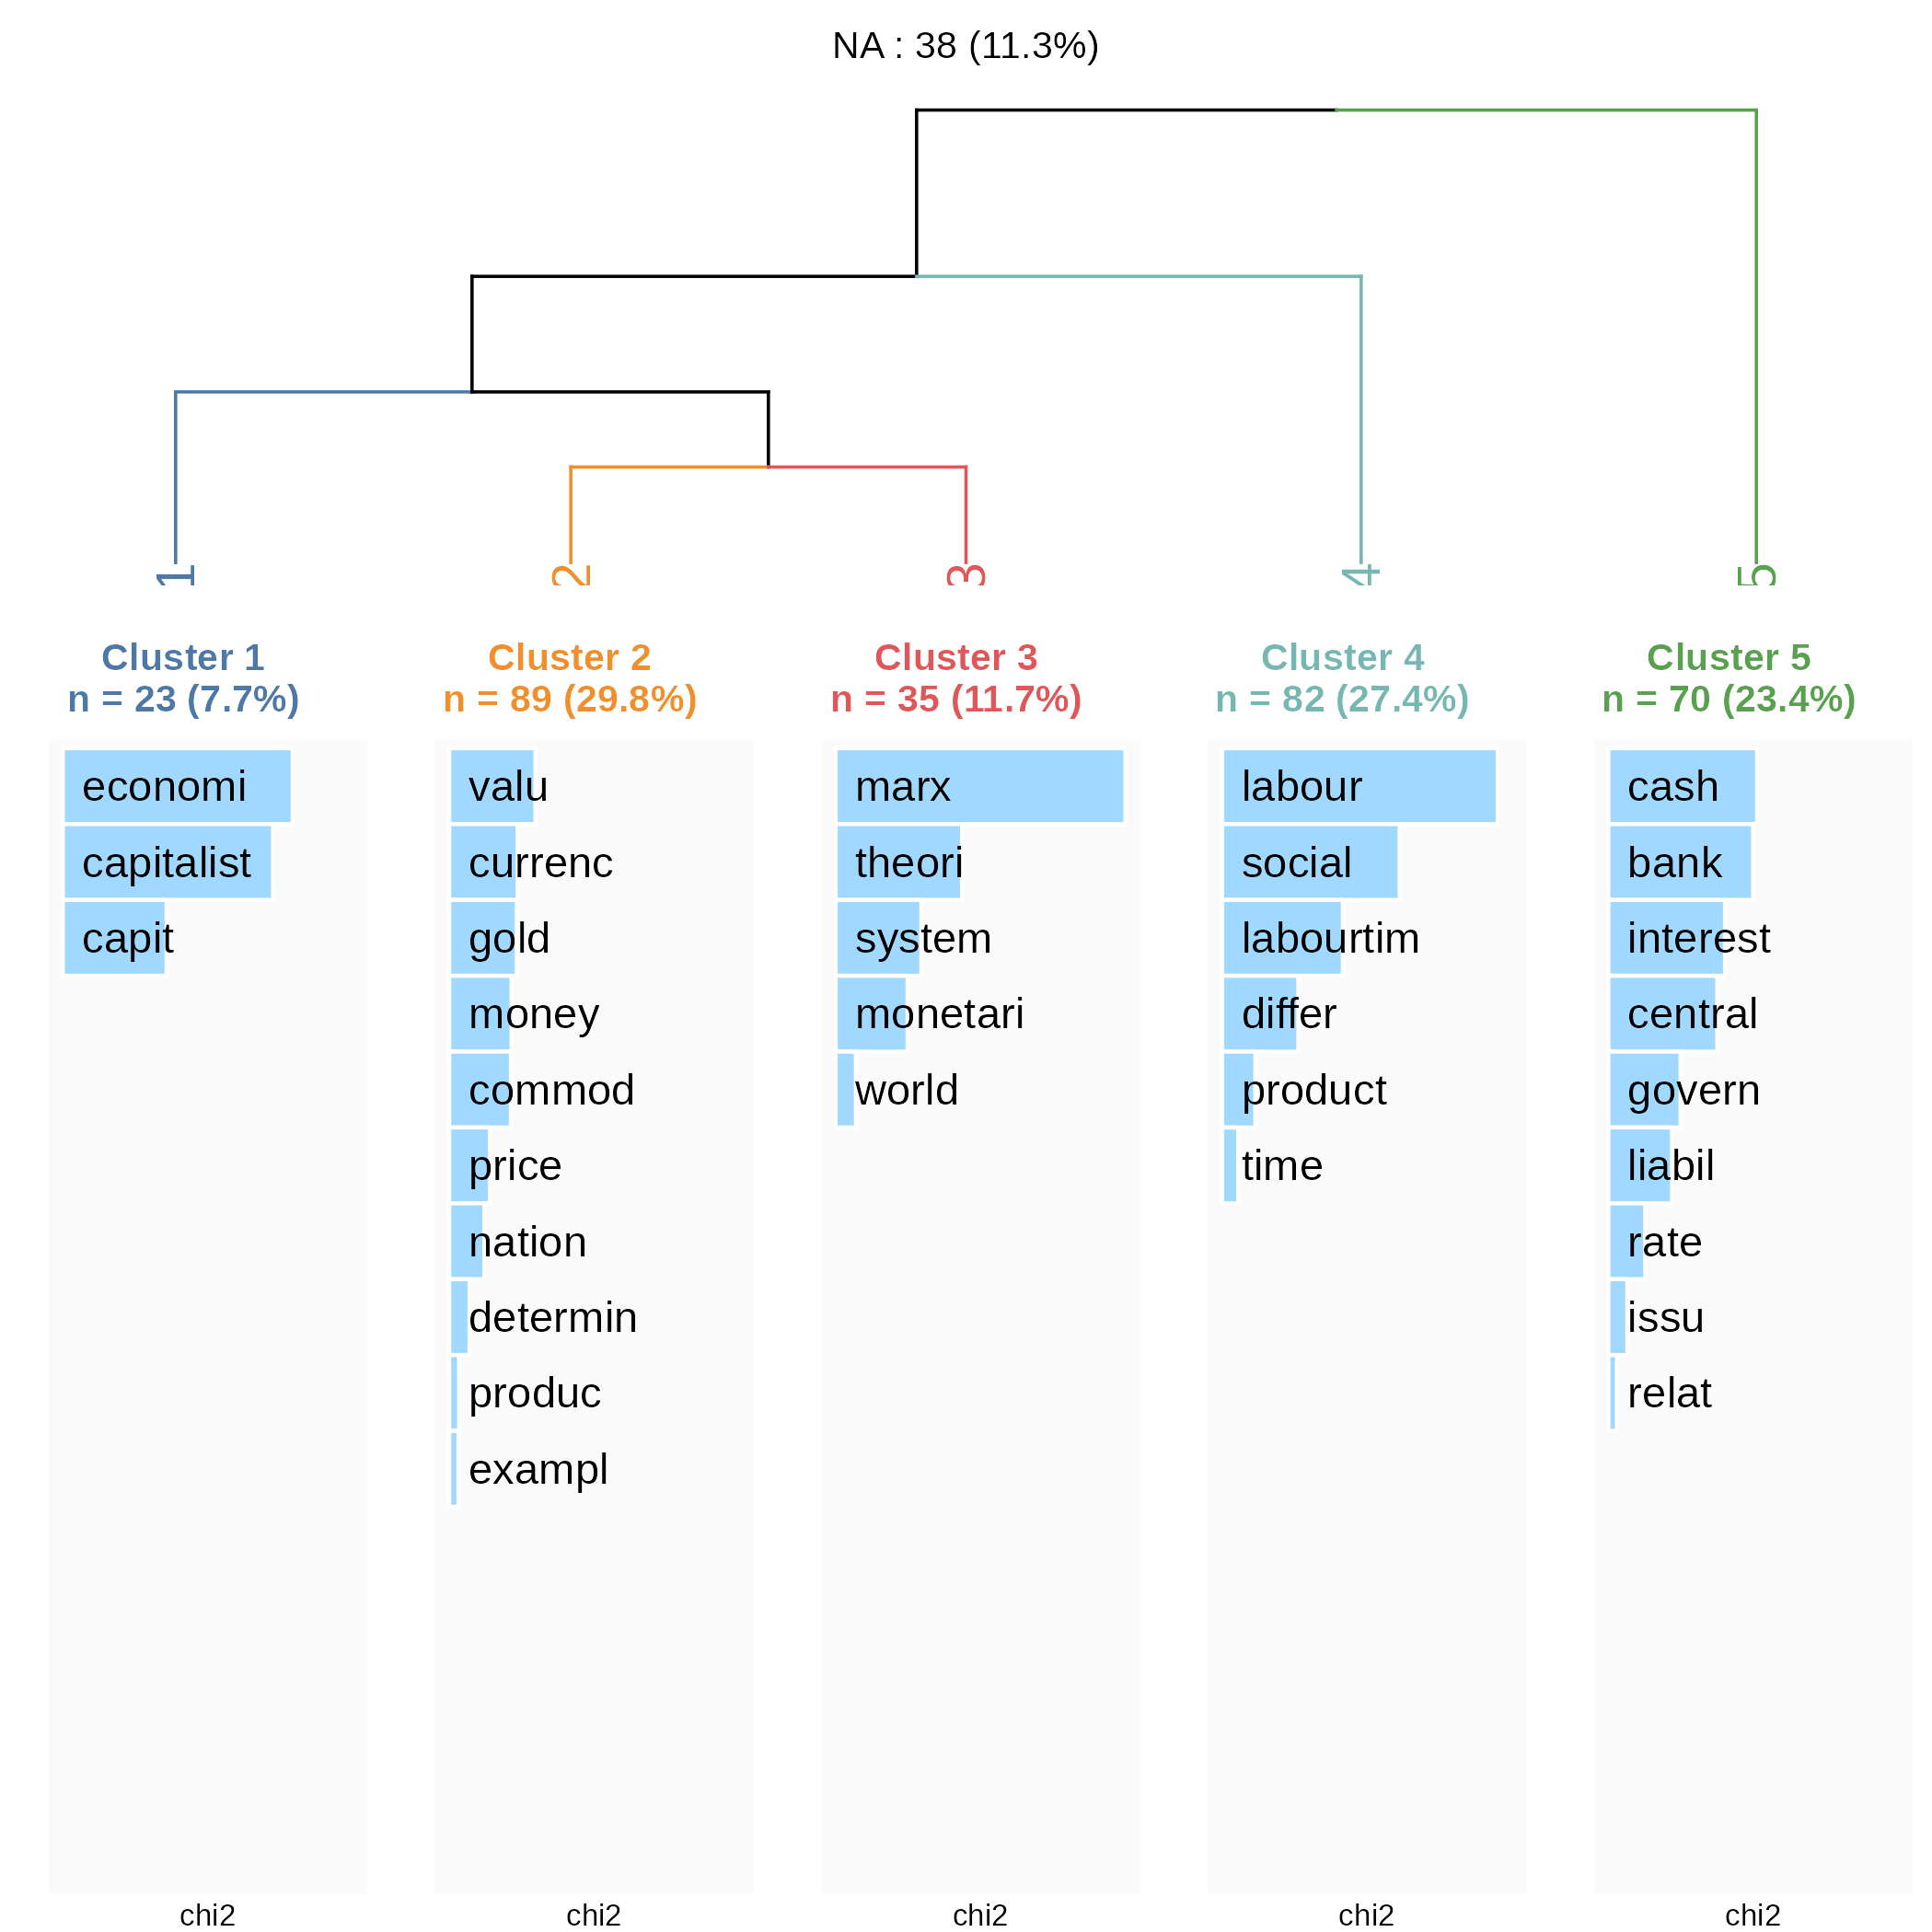 NA : 38 (11.3%)
1
2
3
4
5
Cluster 1
n = 23 (7.7%)
economi
capitalist
capit
chi2
Cluster 2
n = 89 (29.8%)
valu
currenc
gold
money
commod
price
nation
determin
produc
exampl
chi2
Cluster 3
n = 35 (11.7%)
marx
theori
system
monetari
world
chi2
Cluster 4
n = 82 (27.4%)
labour
social
labourtim
differ
product
time
chi2
Cluster 5
n = 70 (23.4%)
cash
bank
interest
central
govern
liabil
rate
issu
relat
chi2